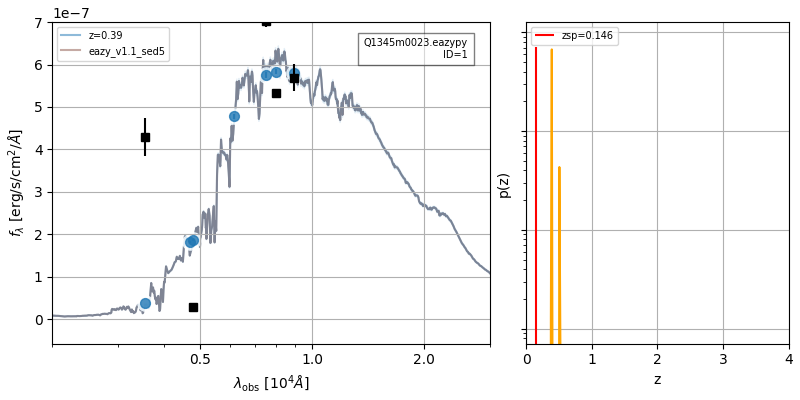 1e−7
7
6
5
4
3
2
1
0
fλ [erg/s/cm²/Å]
z=0.39
eazy_v1.1_sed5
Q1345m0023.eazypy
ID=1
0.5
1.0
2.0
λobs [10⁴Å]
zsp=0.146
p(z)
0
1
2
3
4
z